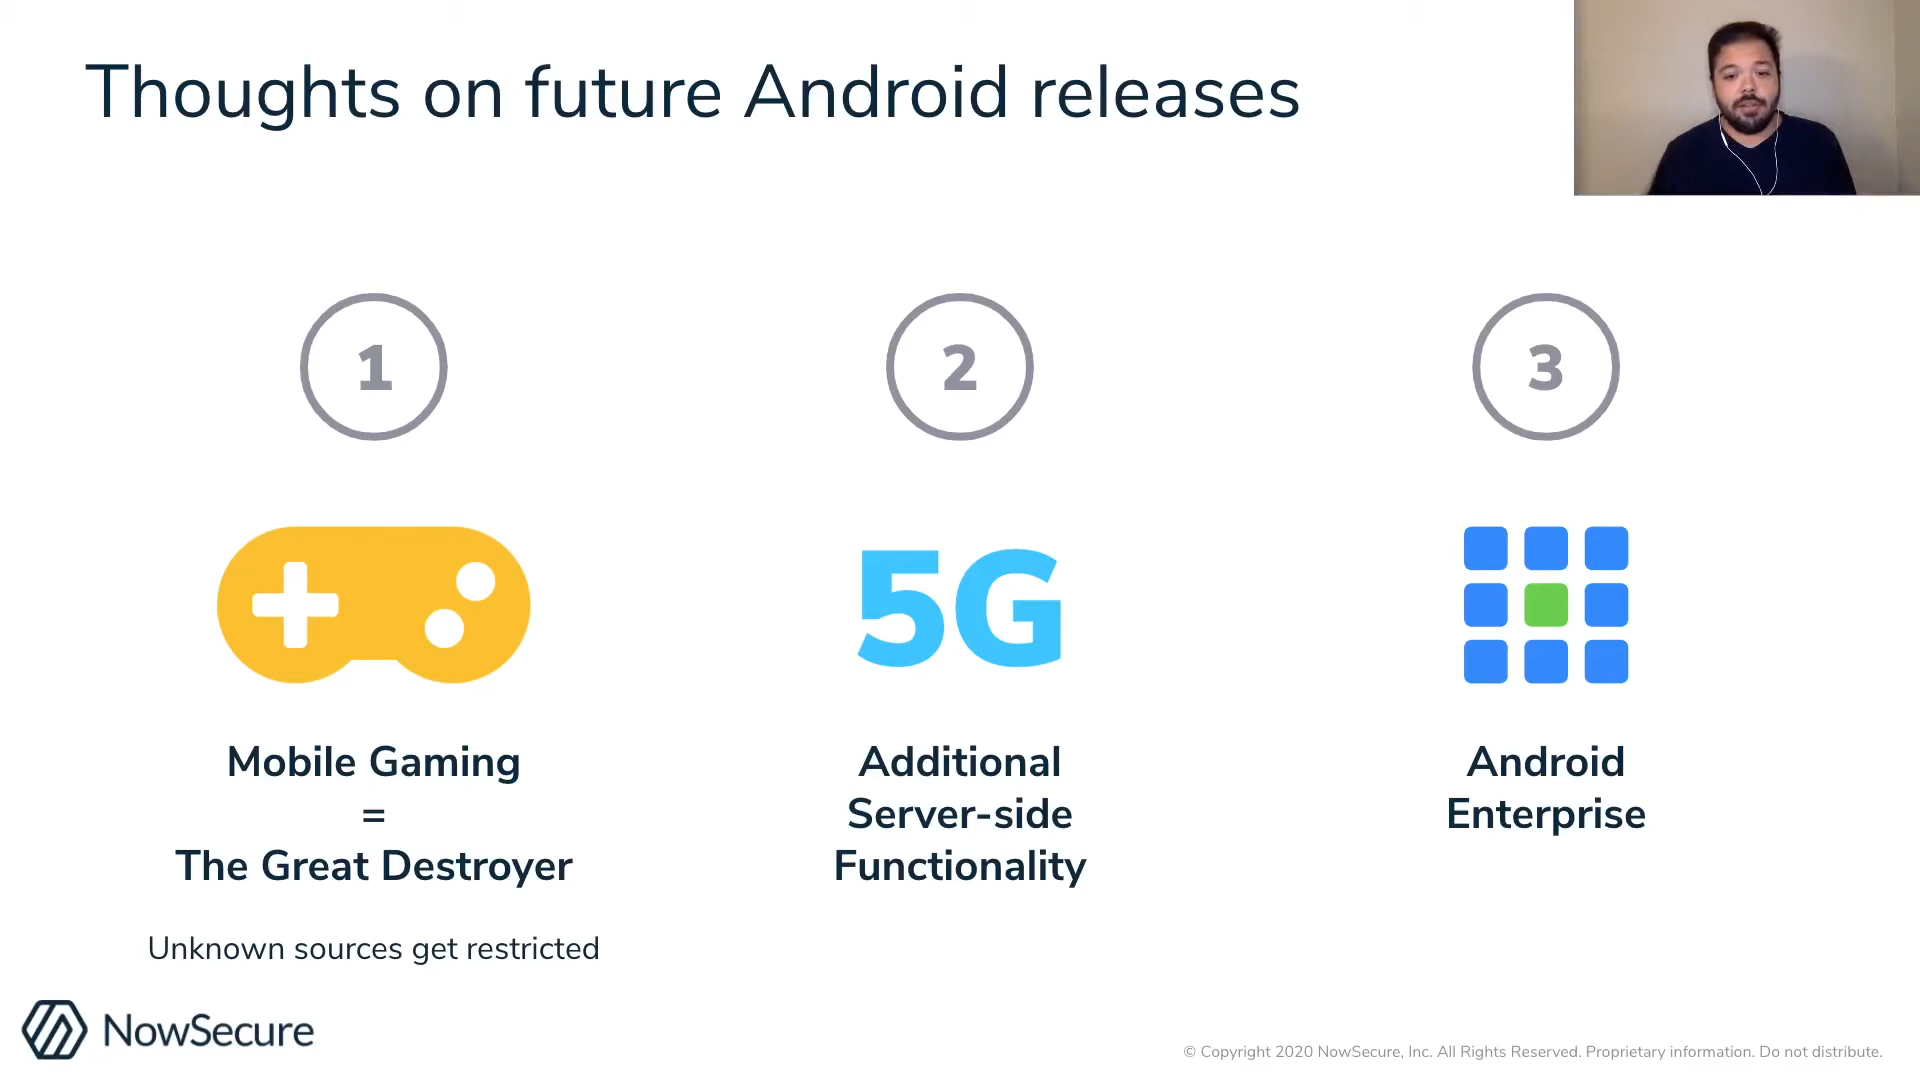 Thoughts on future Android releases
1
2
3
5G
Mobile Gaming
=
The Great Destroyer
Unknown sources get restricted
Additional
Server-side
Functionality
Android
Enterprise
NowSecure
© Copyright 2020 NowSecure, Inc. All Rights Reserved. Proprietary information. Do not distribute.